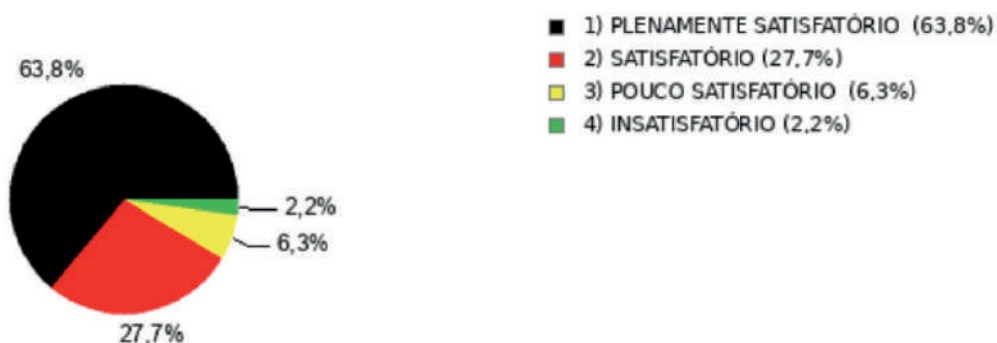 63,8%
2,2%
6,3%
27,7%
1) PLENAMENTE SATISFATÓRIO (63,8%)
2) SATISFATÓRIO (27,7%)
3) POUCO SATISFATÓRIO (6,3%)
4) INSATISFATÓRIO (2,2%)